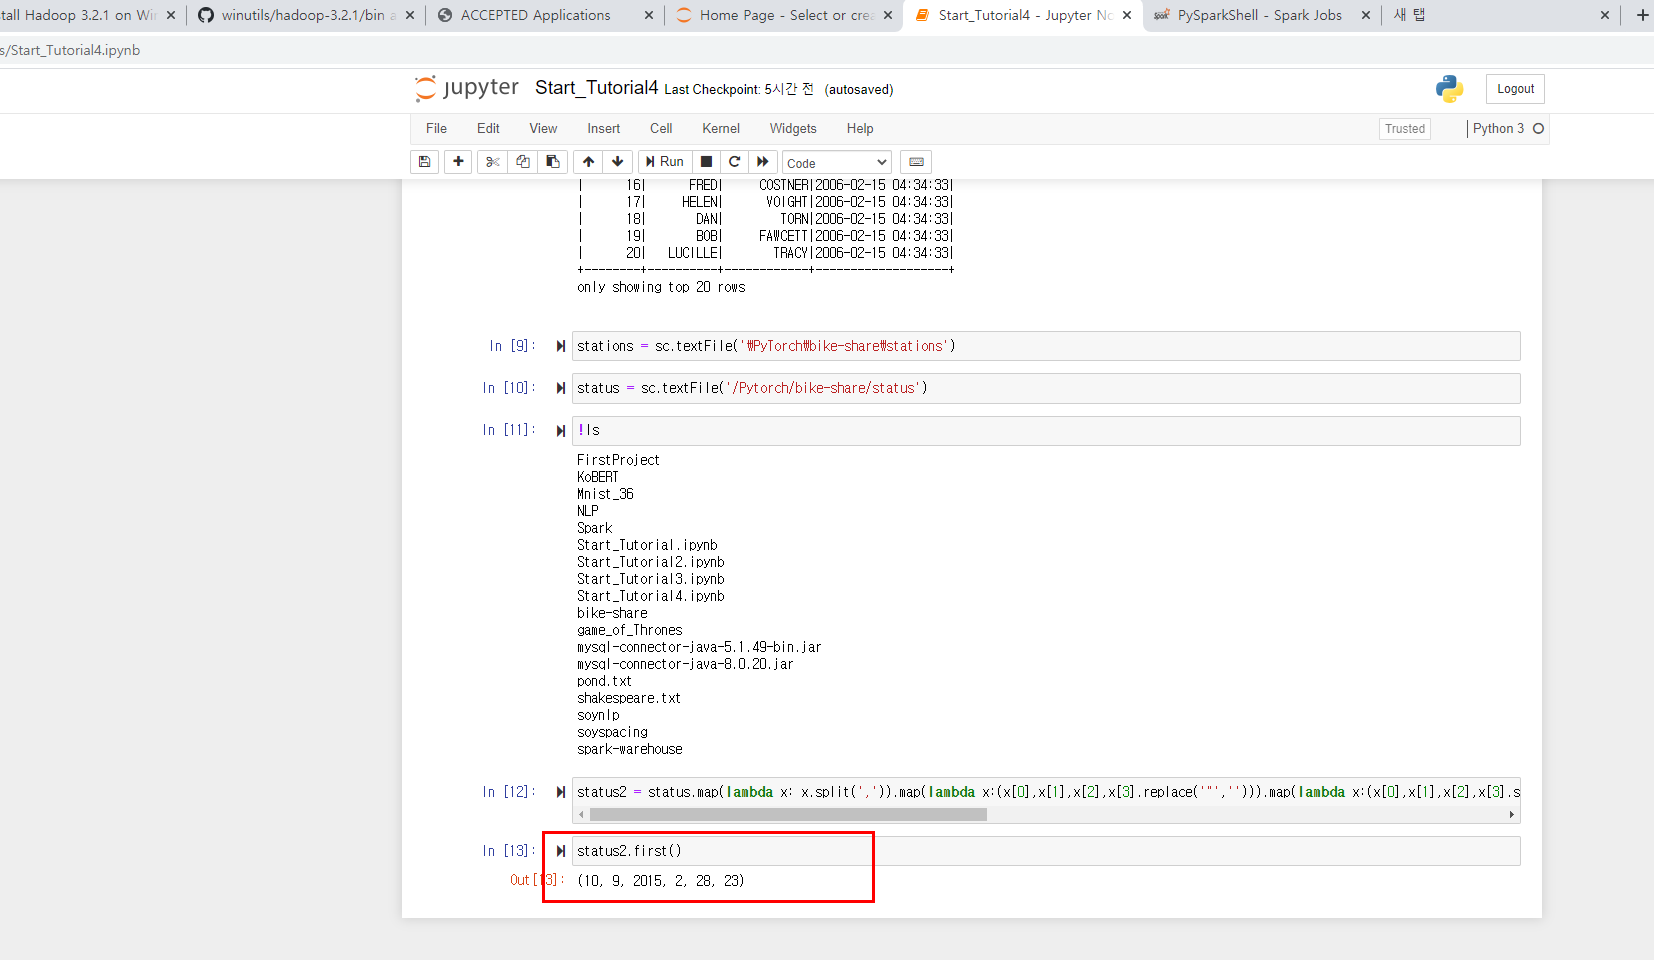 stall Hadoop 3.2.1 on Win
winutils/hadoop-3.2.1/bin a
ACCEPTED Applications
Home Page - Select or crea
Start_Tutorial4 - Jupyter No
PySparkShell - Spark Jobs
새 탭
s/Start_Tutorial4.ipynb
jupyter Start_Tutorial4 Last Checkpoint: 5시간 전 (autosaved)
Logout
File Edit View Insert Cell Kernel Widgets Help
Trusted
Python 3
Run
Code
| 16| FRED| COSTNER|2006-02-15 04:34:33|
| 17| HELEN| VOIGHT|2006-02-15 04:34:33|
| 18| DAN| TORN|2006-02-15 04:34:33|
| 19| BOB| FAWCETT|2006-02-15 04:34:33|
| 20| LUCILLE| TRACY|2006-02-15 04:34:33|
+--------+----------+------------+-------------------+
only showing top 20 rows
In [9]: stations = sc.textFile('₩PyTorch₩bike-share₩stations')
In [10]: status = sc.textFile('/Pytorch/bike-share/status')
In [11]: !ls
FirstProject
KoBERT
Mnist_36
NLP
Spark
Start_Tutorial.ipynb
Start_Tutorial2.ipynb
Start_Tutorial3.ipynb
Start_Tutorial4.ipynb
bike-share
game_of_Thrones
mysql-connector-java-5.1.49-bin.jar
mysql-connector-java-8.0.20.jar
pond.txt
shakespeare.txt
soynlp
soyspacing
spark-warehouse
In [12]: status2 = status.map(lambda x: x.split(',')).map(lambda x:(x[0],x[1],x[2],x[3].replace('"',''))).map(lambda x:(x[0],x[1],x[2],x[3].s
In [13]: status2.first()
Out[13]: (10, 9, 2015, 2, 28, 23)